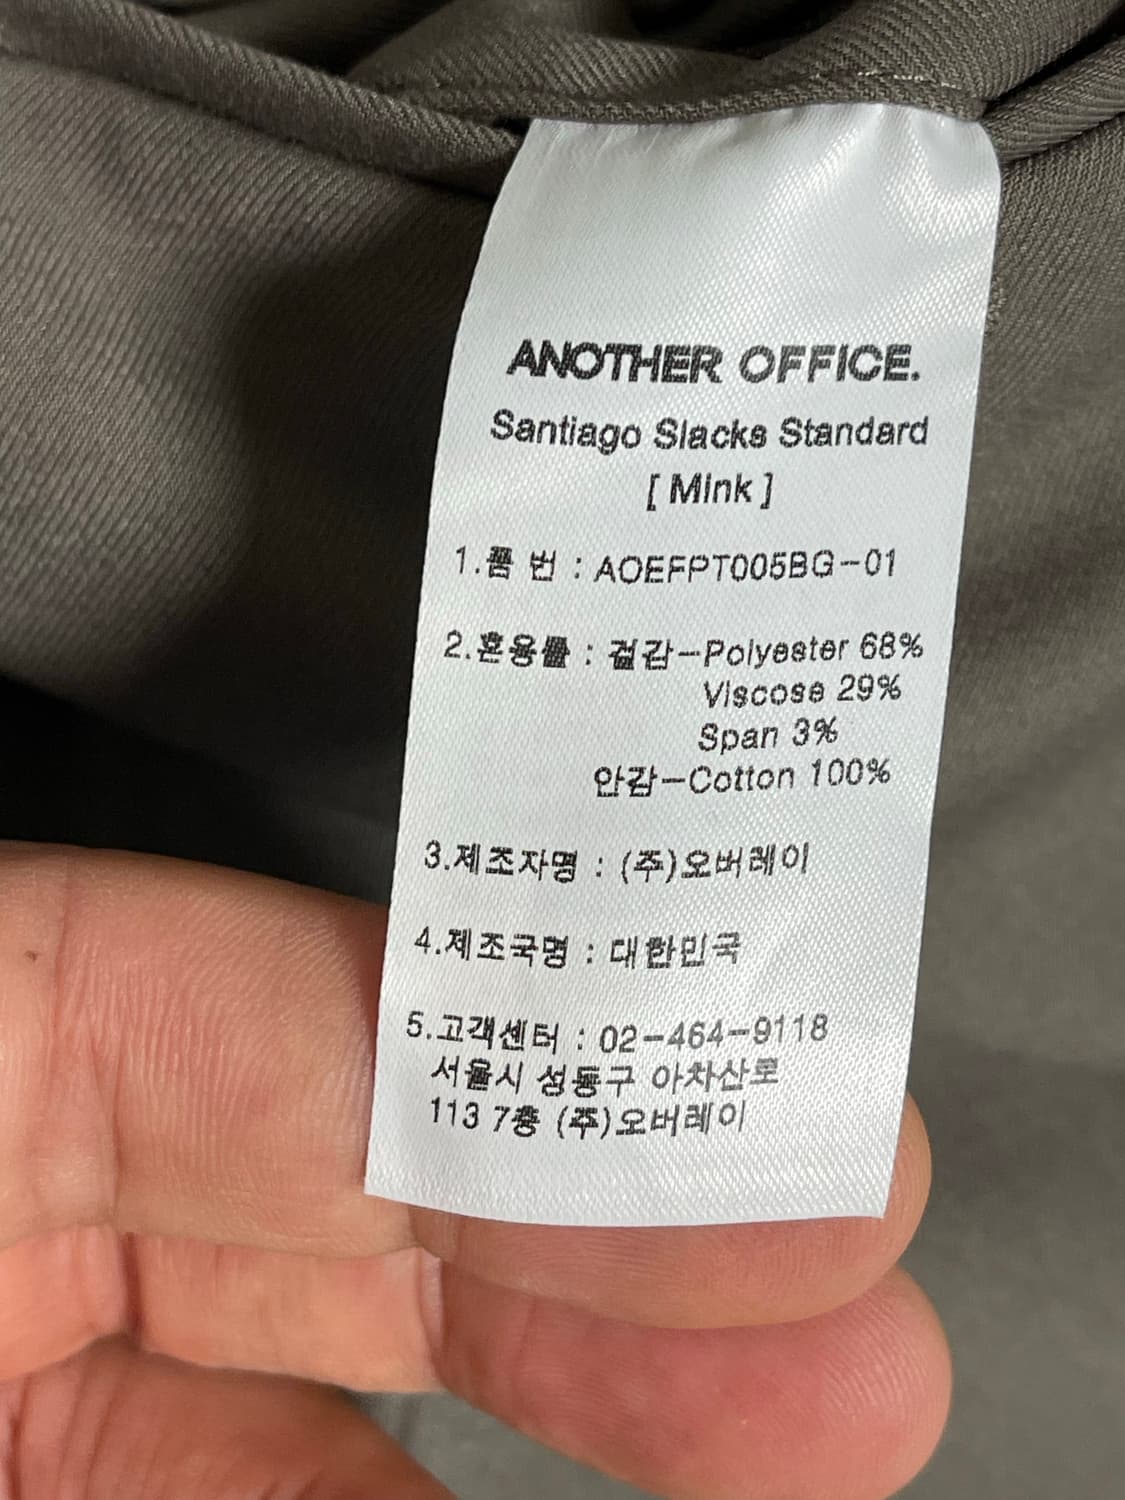 ANOTHER OFFICE.
Santiago Slacks Standard
[ Mink ]
1.품 번 : AOEFPT005BG-01
2.혼용률 : 겉감-Polyester 68%
Viscose 29%
Span 3%
안감-Cotton 100%
3.제조자명 : (주)오버레이
4.제조국명 : 대한민국
5.고객센터 : 02-464-9118
서울시 성동구 아차산로
113 7층 (주)오버레이